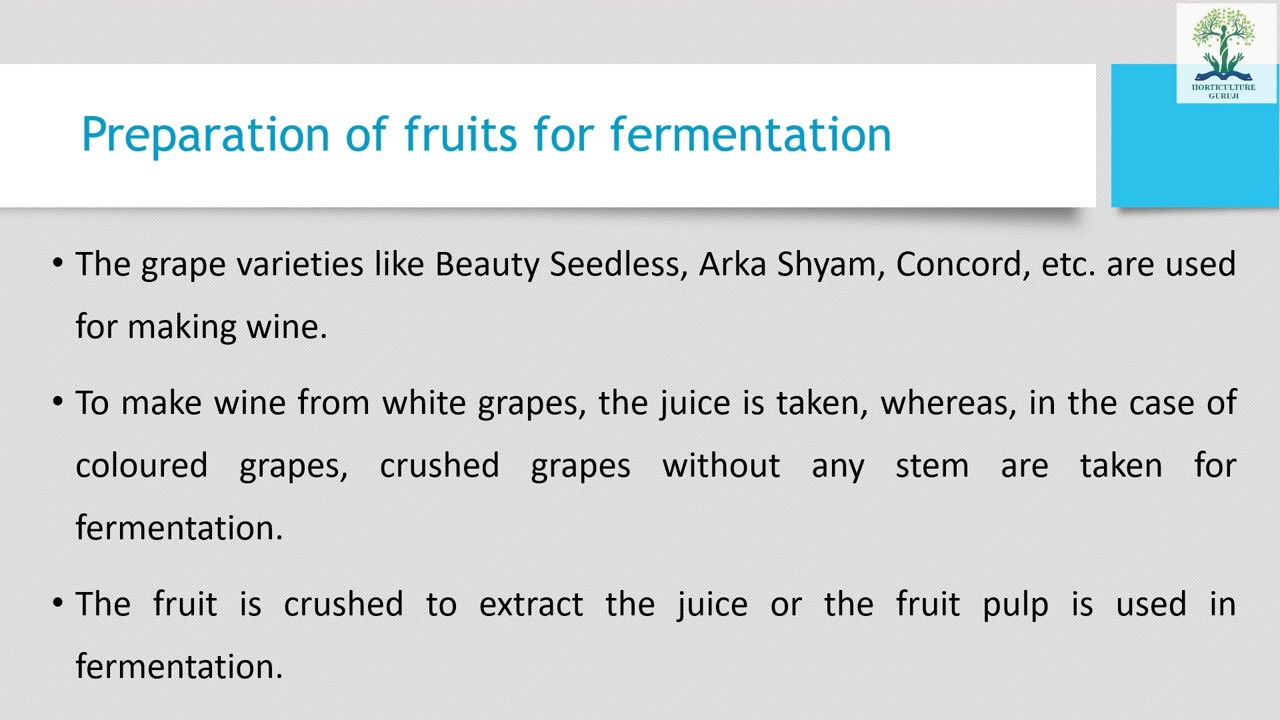 HORTICULTURE
GURUJI
Preparation of fruits for fermentation
• The grape varieties like Beauty Seedless, Arka Shyam, Concord, etc. are used
for making wine.
• To make wine from white grapes, the juice is taken, whereas, in the case of
coloured grapes, crushed grapes without any stem are taken for
fermentation.
• The fruit is crushed to extract the juice or the fruit pulp is used in
fermentation.